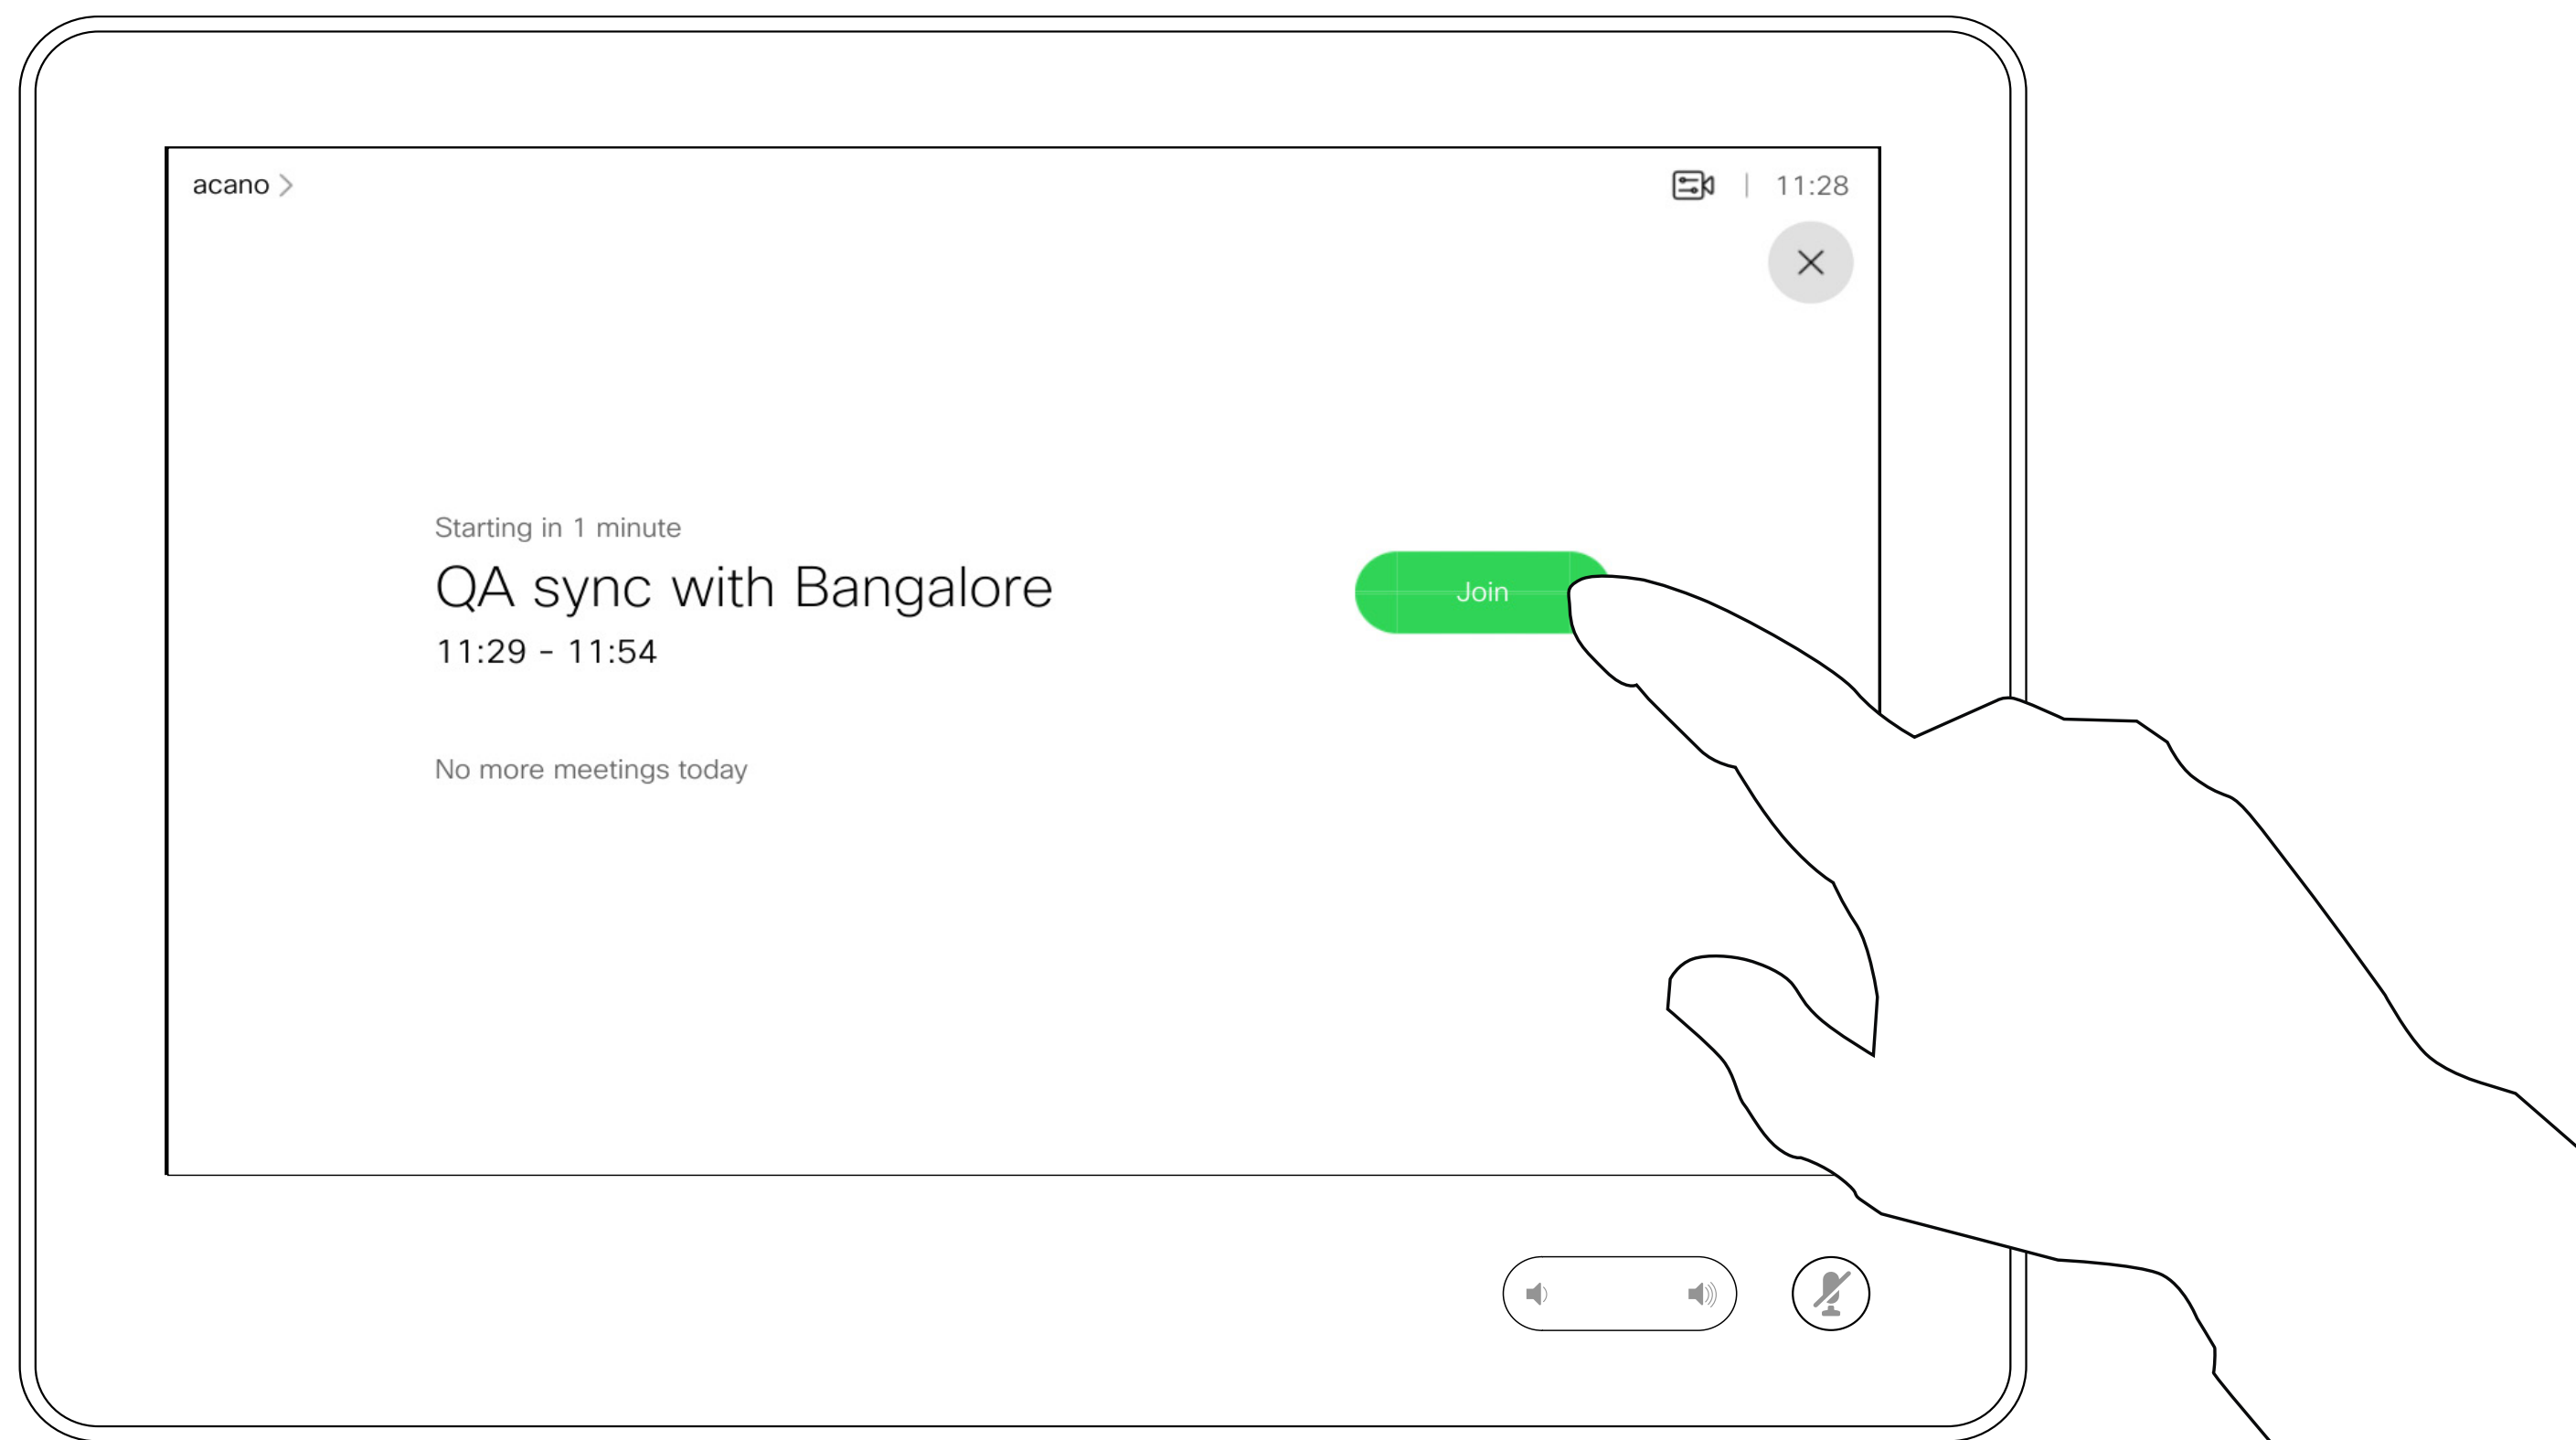 acano
11:28
Starting in 1 minute
QA sync with Bangalore
11:29 - 11:54
Join
No more meetings today